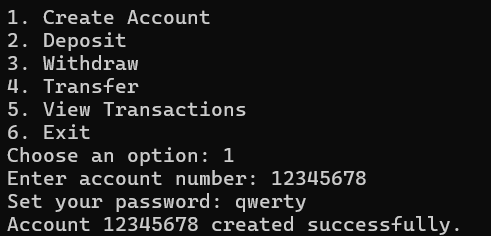 1. Create Account
2. Deposit
3. Withdraw
4. Transfer
5. View Transactions
6. Exit
Choose an option: 1
Enter account number: 12345678
Set your password: qwerty
Account 12345678 created successfully.